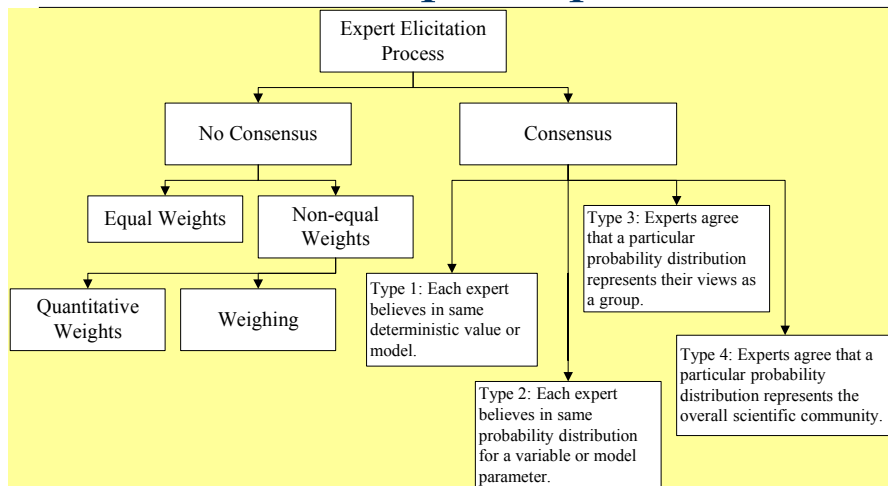 Expert Elicitation
Process
No Consensus
Consensus
Equal Weights
Non-equal
Weights
Quantitative
Weights
Weighing
Type 1: Each expert
believes in same
deterministic value or
model.
Type 2: Each expert
believes in same
probability distribution
for a variable or model
parameter.
Type 3: Experts agree
that a particular
probability distribution
represents their views as
a group.
Type 4: Experts agree that a
particular probability
distribution represents the
overall scientific community.